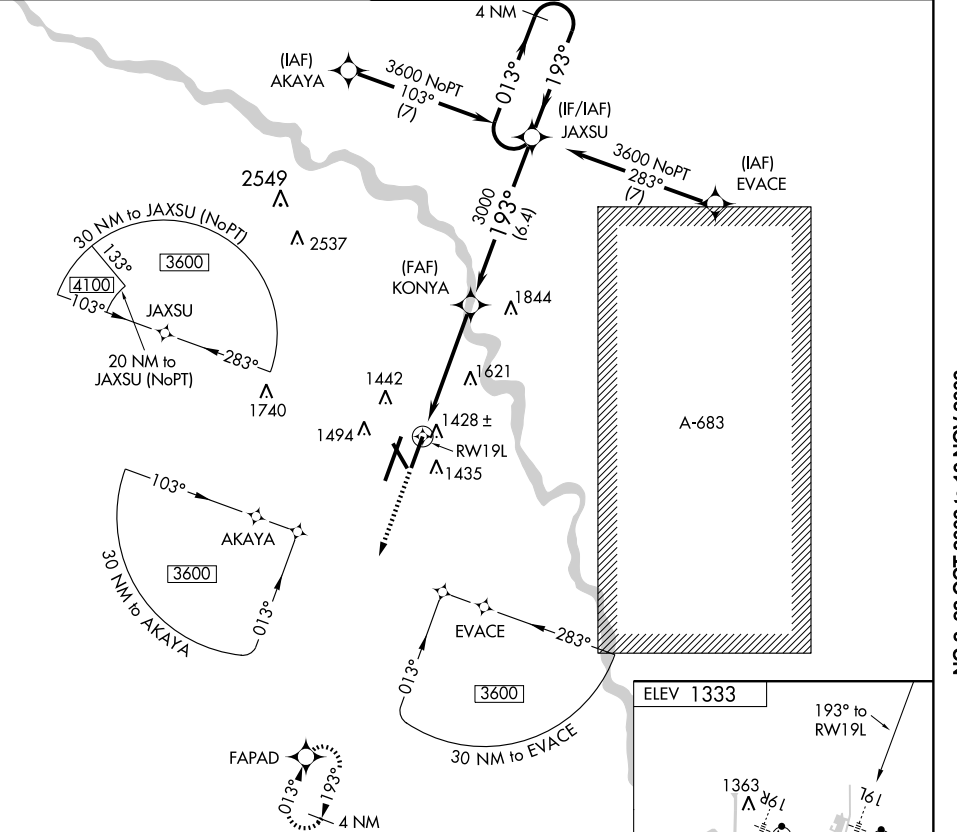 4 NM
013°
193°
(IAF)
AKAYA
3600 NoPT
103°
(7)
(IF/IAF)
JAXSU
3600 NoPT
283°
(7)
(IAF)
EVACE
2549
2537
3000
193°
(6.4)
30 NM to JAXSU (NoPT)
133°
3600
4100
103°
JAXSU
283°
20 NM to
JAXSU (NoPT)
(FAF)
KONYA
1844
1740
1442
1621
1494
1428 ±
RW19L
1435
A-683
103°
AKAYA
3600
013°
30 NM to AKAYA
EVACE
283°
013°
3600
30 NM to EVACE
FAPAD
013°
193°
4 NM
ELEV 1333
193° to
RW19L
1363
19R
19L